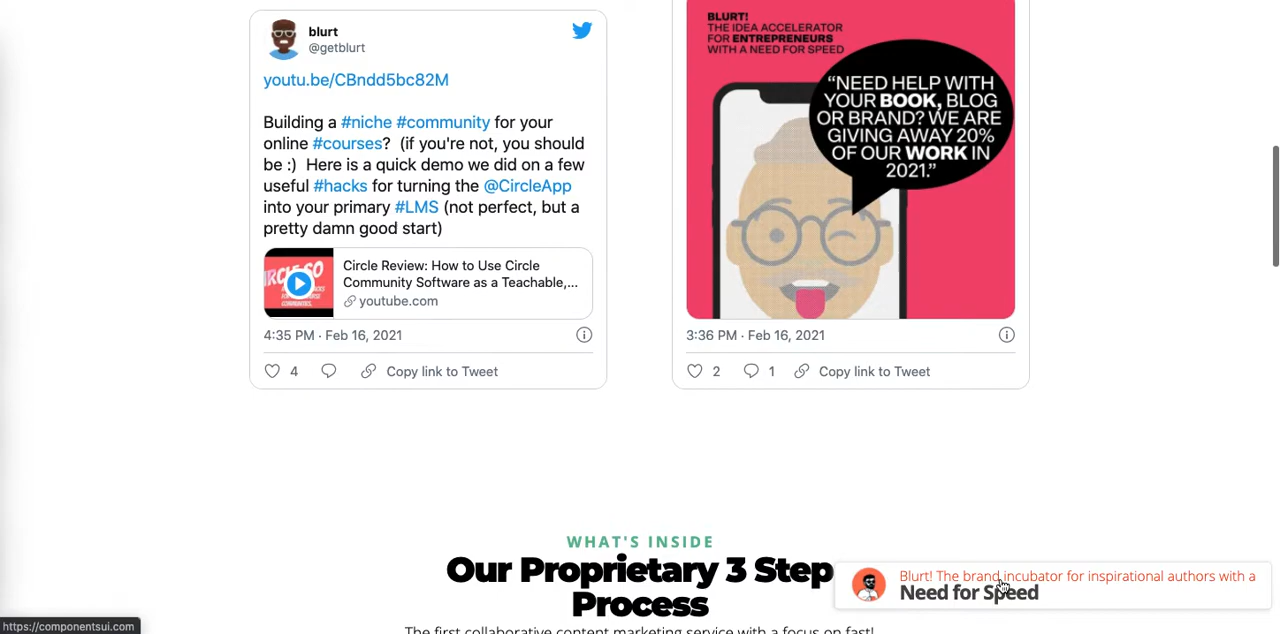 blurt
@getblurt
youtu.be/CBndd5bc82M
Building a #niche #community for your
online #courses?  (if you're not, you should
be :)  Here is a quick demo we did on a few
useful #hacks for turning the @CircleApp
into your primary #LMS (not perfect, but a
pretty damn good start)
Circle Review: How to Use Circle
Community Software as a Teachable,...
youtube.com
4:35 PM · Feb 16, 2021
4
Copy link to Tweet
BLURT!
THE IDEA ACCELERATOR
FOR ENTREPRENEURS
WITH A NEED FOR SPEED
“NEED HELP WITH
YOUR BOOK, BLOG
OR BRAND? WE ARE
GIVING AWAY 20%
OF OUR WORK IN
2021.”
3:36 PM · Feb 16, 2021
2
1
Copy link to Tweet
WHAT'S INSIDE
Our Proprietary 3 Step
Process
The first collaborative content marketing service with a focus on fast!
Blurt! The brand incubator for inspirational authors with a
Need for Speed
https://componentsui.com